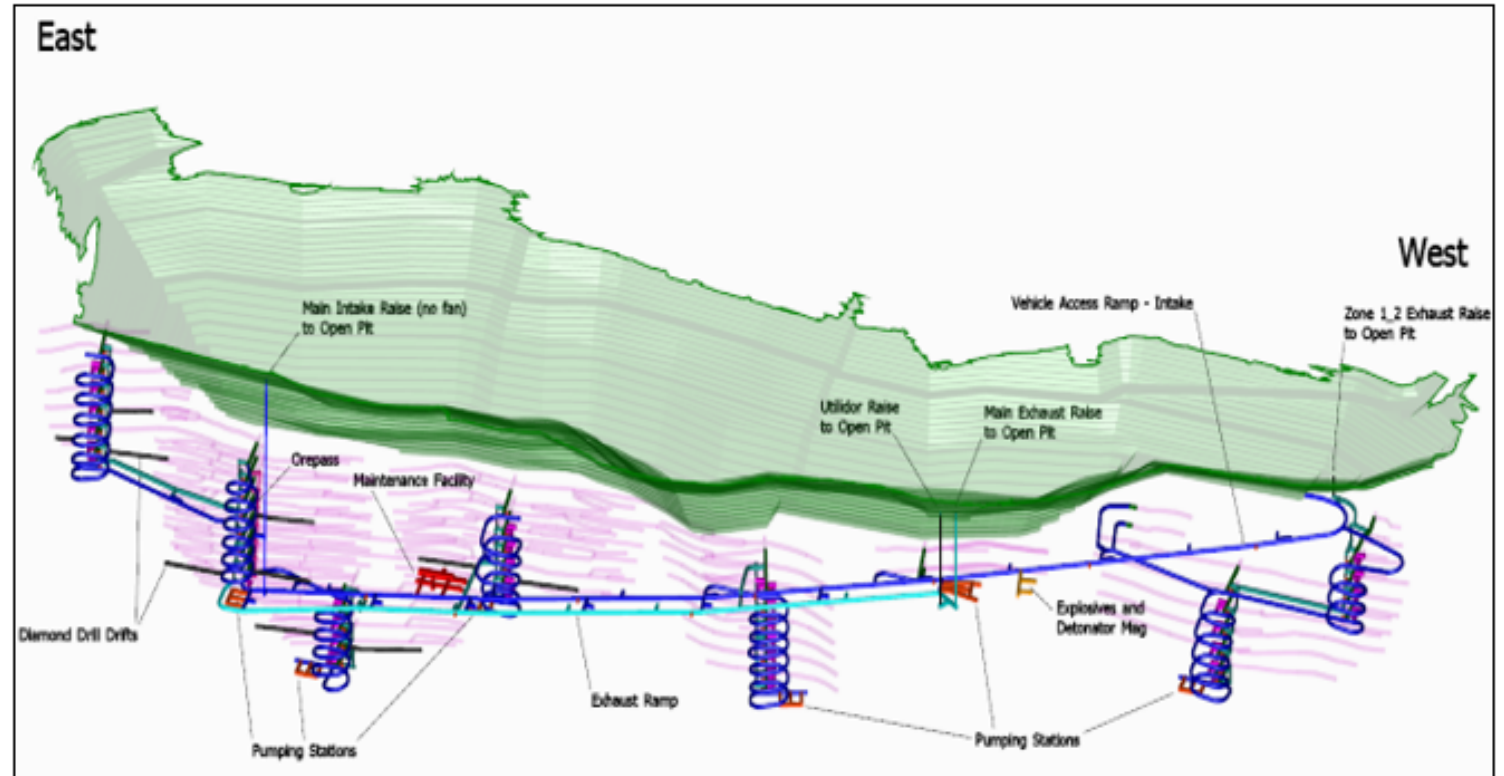 East
West
Main Intake Raise (no fan)
to Open Pit
Vehicle Access Ramp - Intake
Zone 1_2 Exhaust Raise
to Open Pit
Utilidor Raise
to Open Pit
Main Exhaust Raise
to Open Pit
Orepass
Maintenance Facility
Diamond Drill Drifts
Explosives and
Detonator Mag
Exhaust Ramp
Pumping Stations
Pumping Stations